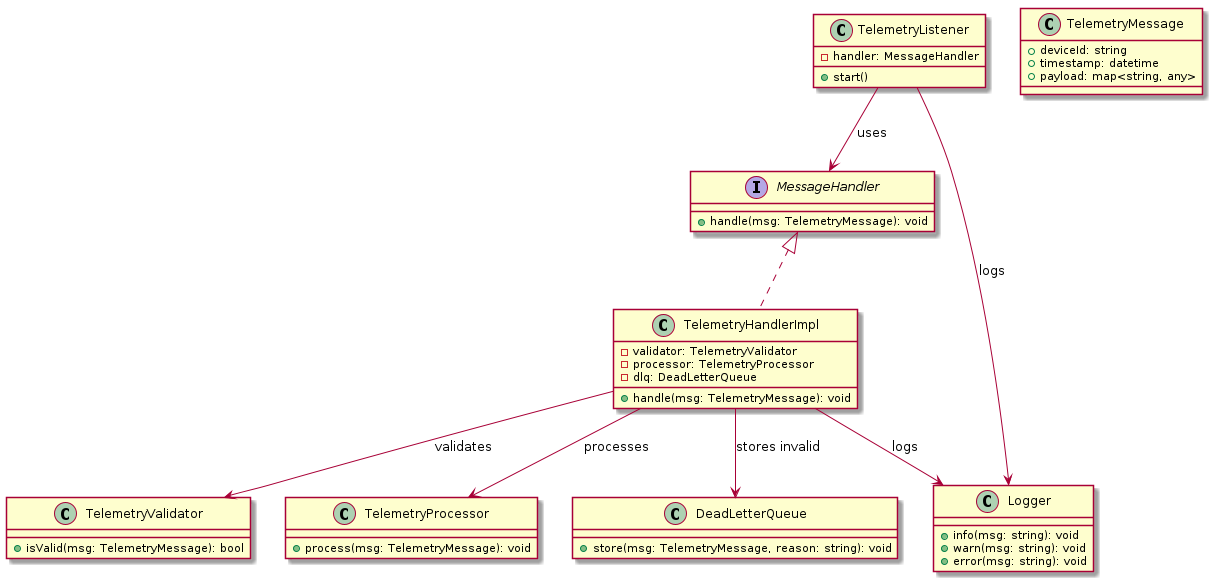 C TelemetryListener
handler: MessageHandler
start()
C TelemetryMessage
deviceId: string
timestamp: datetime
payload: map<string, any>
uses
I MessageHandler
handle(msg: TelemetryMessage): void
logs
C TelemetryHandlerImpl
validator: TelemetryValidator
processor: TelemetryProcessor
dlq: DeadLetterQueue
handle(msg: TelemetryMessage): void
validates
processes
stores invalid
logs
C TelemetryValidator
isValid(msg: TelemetryMessage): bool
C TelemetryProcessor
process(msg: TelemetryMessage): void
C DeadLetterQueue
store(msg: TelemetryMessage, reason: string): void
C Logger
info(msg: string): void
warn(msg: string): void
error(msg: string): void